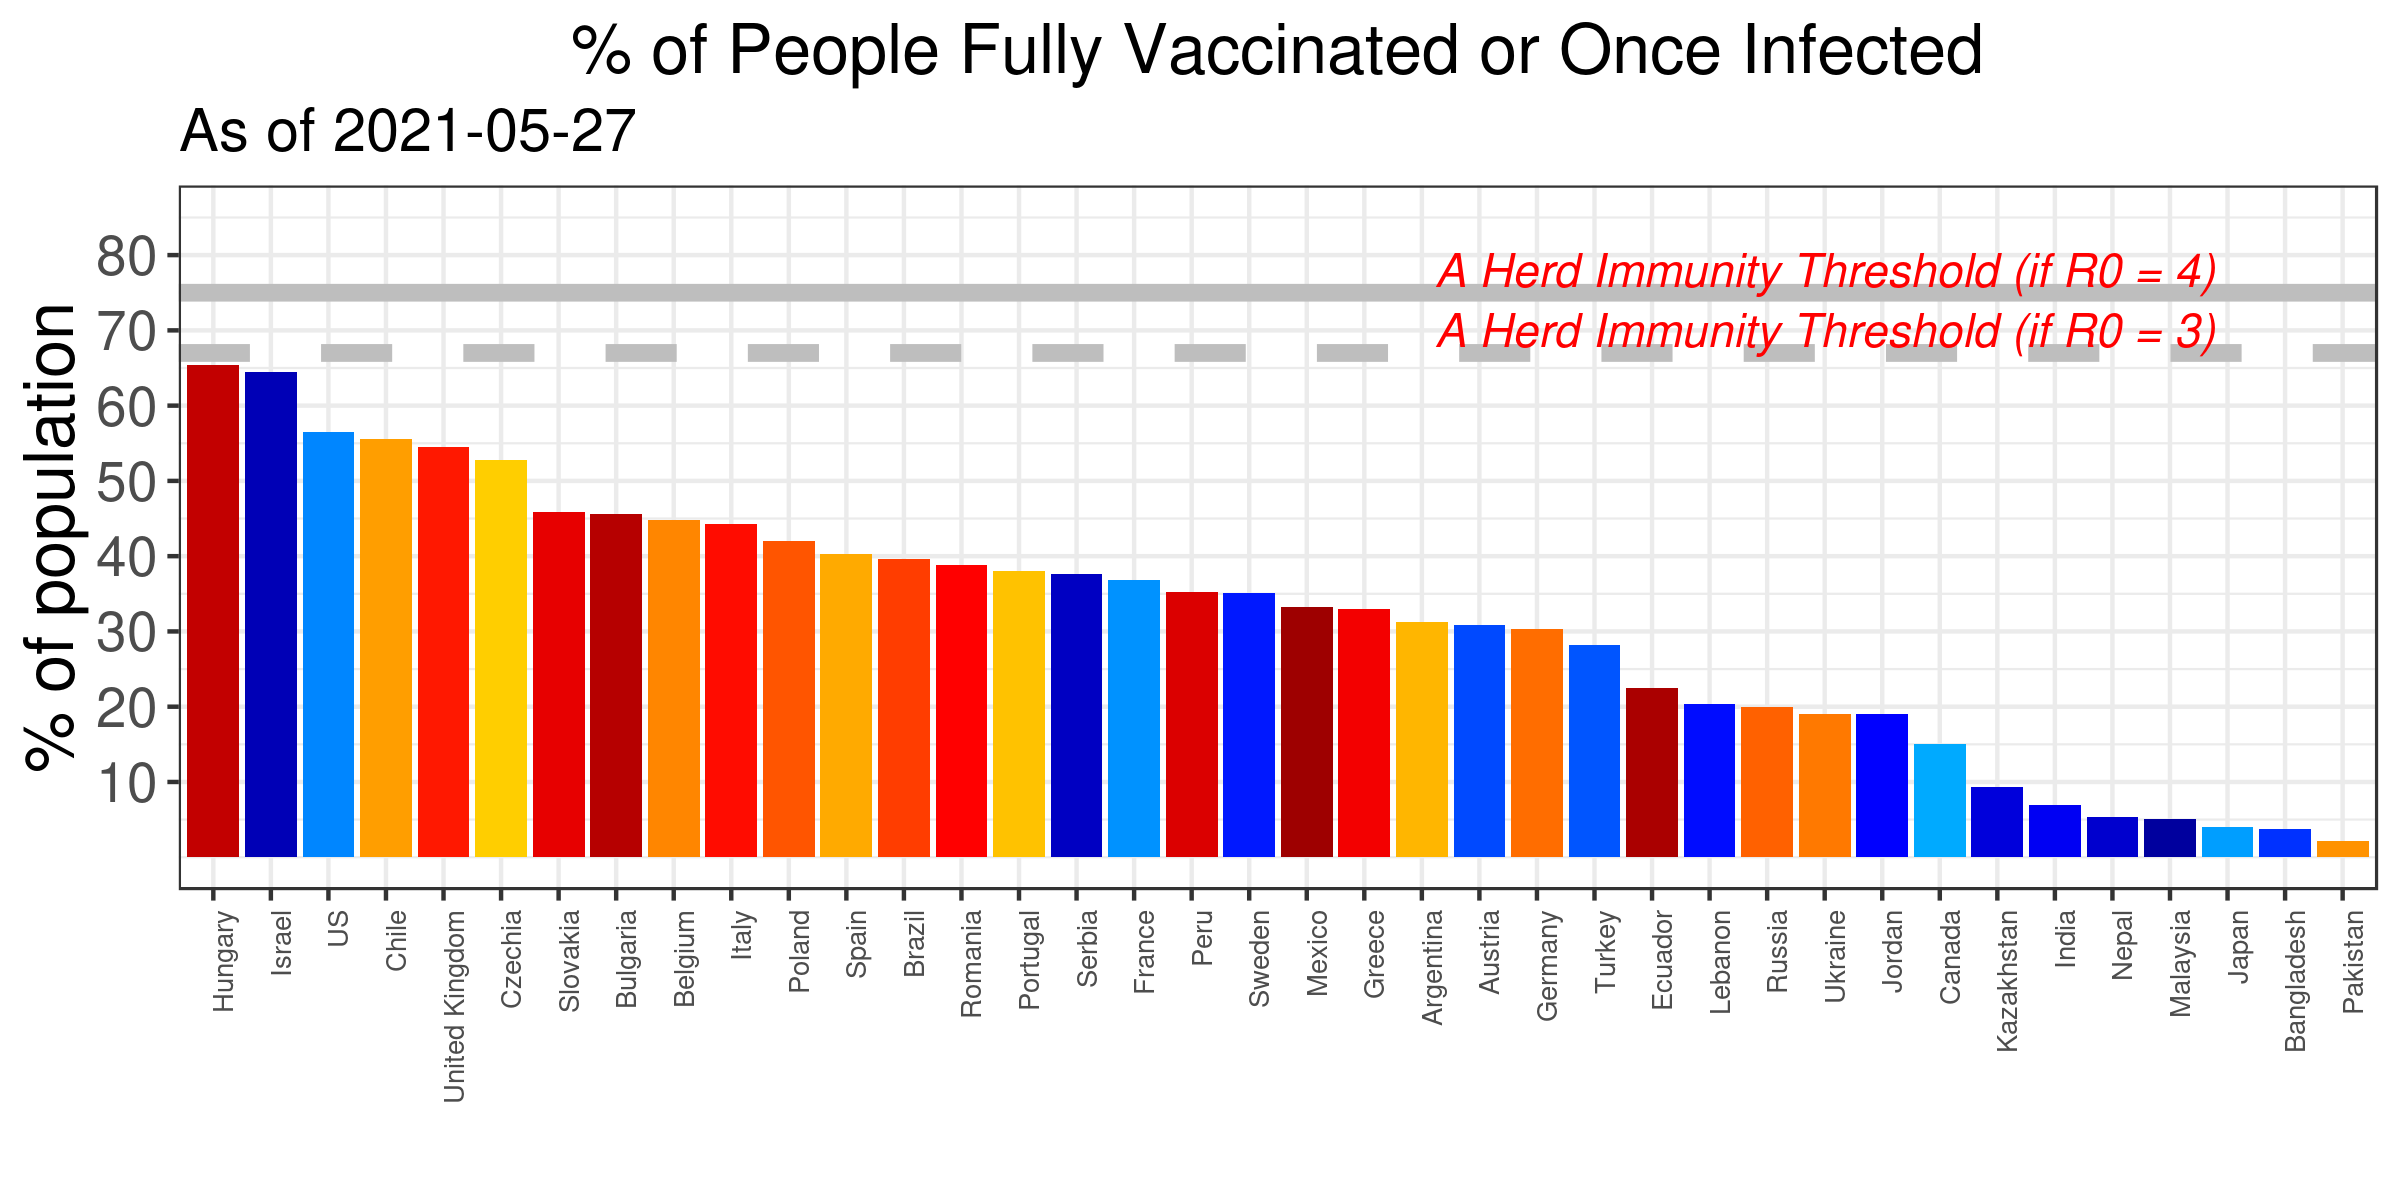 % of People Fully Vaccinated or Once Infected
As of 2021-05-27
% of population
80
70
60
50
40
30
20
10
A Herd Immunity Threshold (if R0 = 4)
A Herd Immunity Threshold (if R0 = 3)
Hungary
Israel
US
Chile
United Kingdom
Czechia
Slovakia
Bulgaria
Belgium
Italy
Poland
Spain
Brazil
Romania
Portugal
Serbia
France
Peru
Sweden
Mexico
Greece
Argentina
Austria
Germany
Turkey
Ecuador
Lebanon
Russia
Ukraine
Jordan
Canada
Kazakhstan
India
Nepal
Malaysia
Japan
Bangladesh
Pakistan